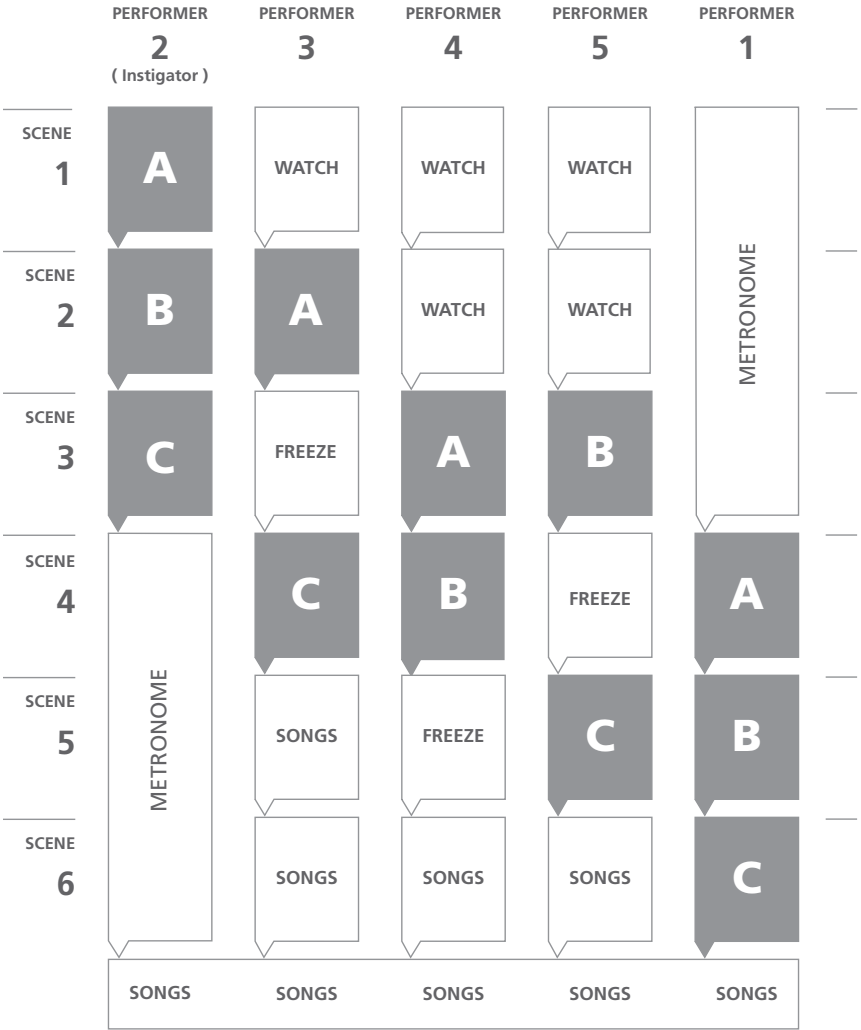 PERFORMER PERFORMER PERFORMER PERFORMER PERFORMER
2 3 4 5 1
( Instigator )
SCENE
1
A WATCH WATCH WATCH
METRONOME
SCENE
2
B A WATCH WATCH
SCENE
3
C FREEZE A B
SCENE
4
C B FREEZE A
METRONOME
SCENE
5
SONGS FREEZE C B
SCENE
6
SONGS SONGS SONGS C
SONGS SONGS SONGS SONGS SONGS